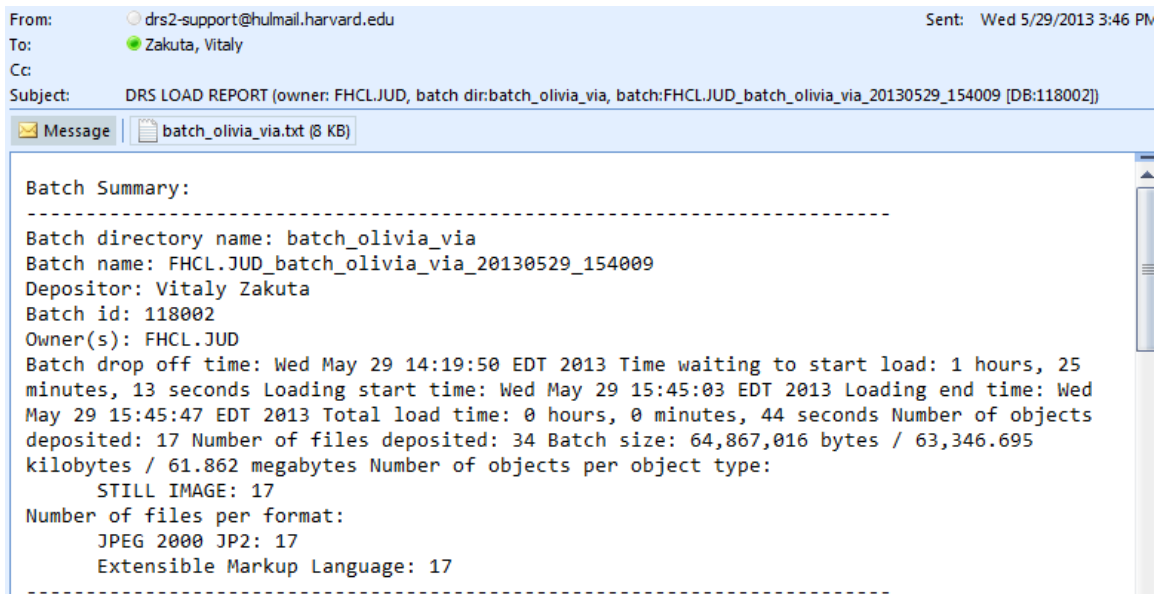 From: drs2-support@hulmail.harvard.edu Sent: Wed 5/29/2013 3:46 PM
To: Zakuta, Vitaly
Cc:
Subject: DRS LOAD REPORT (owner: FHCL.JUD, batch dir:batch_olivia_via, batch:FHCL.JUD_batch_olivia_via_20130529_154009 [DB:118002])
Message batch_olivia_via.txt (8 KB)
Batch Summary:
------------------------------------------------------------------------
Batch directory name: batch_olivia_via
Batch name: FHCL.JUD_batch_olivia_via_20130529_154009
Depositor: Vitaly Zakuta
Batch id: 118002
Owner(s): FHCL.JUD
Batch drop off time: Wed May 29 14:19:50 EDT 2013 Time waiting to start load: 1 hours, 25
minutes, 13 seconds Loading start time: Wed May 29 15:45:03 EDT 2013 Loading end time: Wed
May 29 15:45:47 EDT 2013 Total load time: 0 hours, 0 minutes, 44 seconds Number of objects
deposited: 17 Number of files deposited: 34 Batch size: 64,867,016 bytes / 63,346.695
kilobytes / 61.862 megabytes Number of objects per object type:
STILL IMAGE: 17
Number of files per format:
JPEG 2000 JP2: 17
Extensible Markup Language: 17
------------------------------------------------------------------------